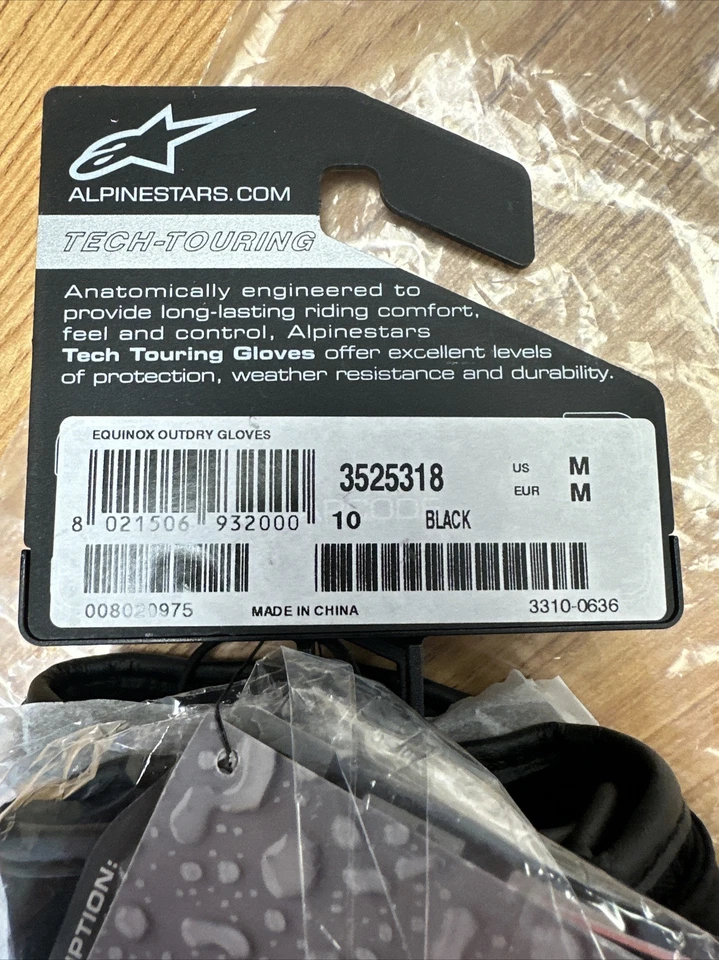 ALPINESTARS.COM
TECH-TOURING
Anatomically engineered to
provide long-lasting riding comfort,
feel and control, Alpinestars
Tech Touring Gloves offer excellent levels
of protection, weather resistance and durability.
EQUINOX OUTDRY GLOVES
3525318
US M
EUR M
8 021506 932000
10 BLACK
008020975
MADE IN CHINA
3310-0636
IPTION: